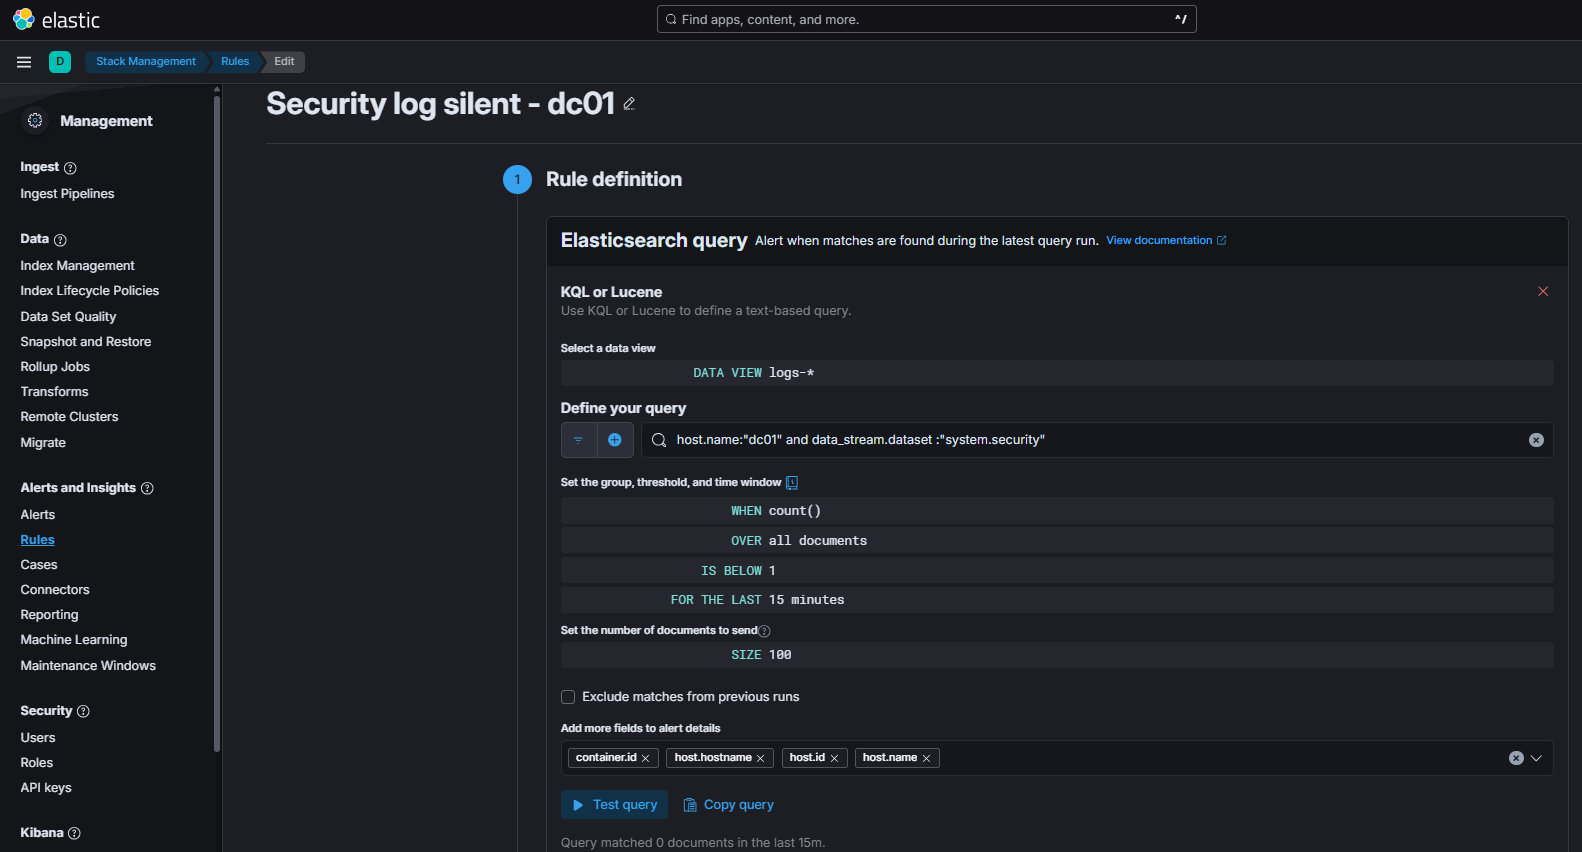 elastic
Find apps, content, and more.
^/
D
Stack Management
Rules
Edit
Management
Ingest
Ingest Pipelines
Data
Index Management
Index Lifecycle Policies
Data Set Quality
Snapshot and Restore
Rollup Jobs
Transforms
Remote Clusters
Migrate
Alerts and Insights
Alerts
Rules
Cases
Connectors
Reporting
Machine Learning
Maintenance Windows
Security
Users
Roles
API keys
Kibana
Security log silent - dc01
1 Rule definition
Elasticsearch query Alert when matches are found during the latest query run. View documentation
KQL or Lucene
Use KQL or Lucene to define a text-based query.
Select a data view
DATA VIEW logs-*
Define your query
host.name:"dc01" and data_stream.dataset :"system.security"
Set the group, threshold, and time window
WHEN count()
OVER all documents
IS BELOW 1
FOR THE LAST 15 minutes
Set the number of documents to send
SIZE 100
Exclude matches from previous runs
Add more fields to alert details
container.id host.hostname host.id host.name
Test query Copy query
Query matched 0 documents in the last 15m.